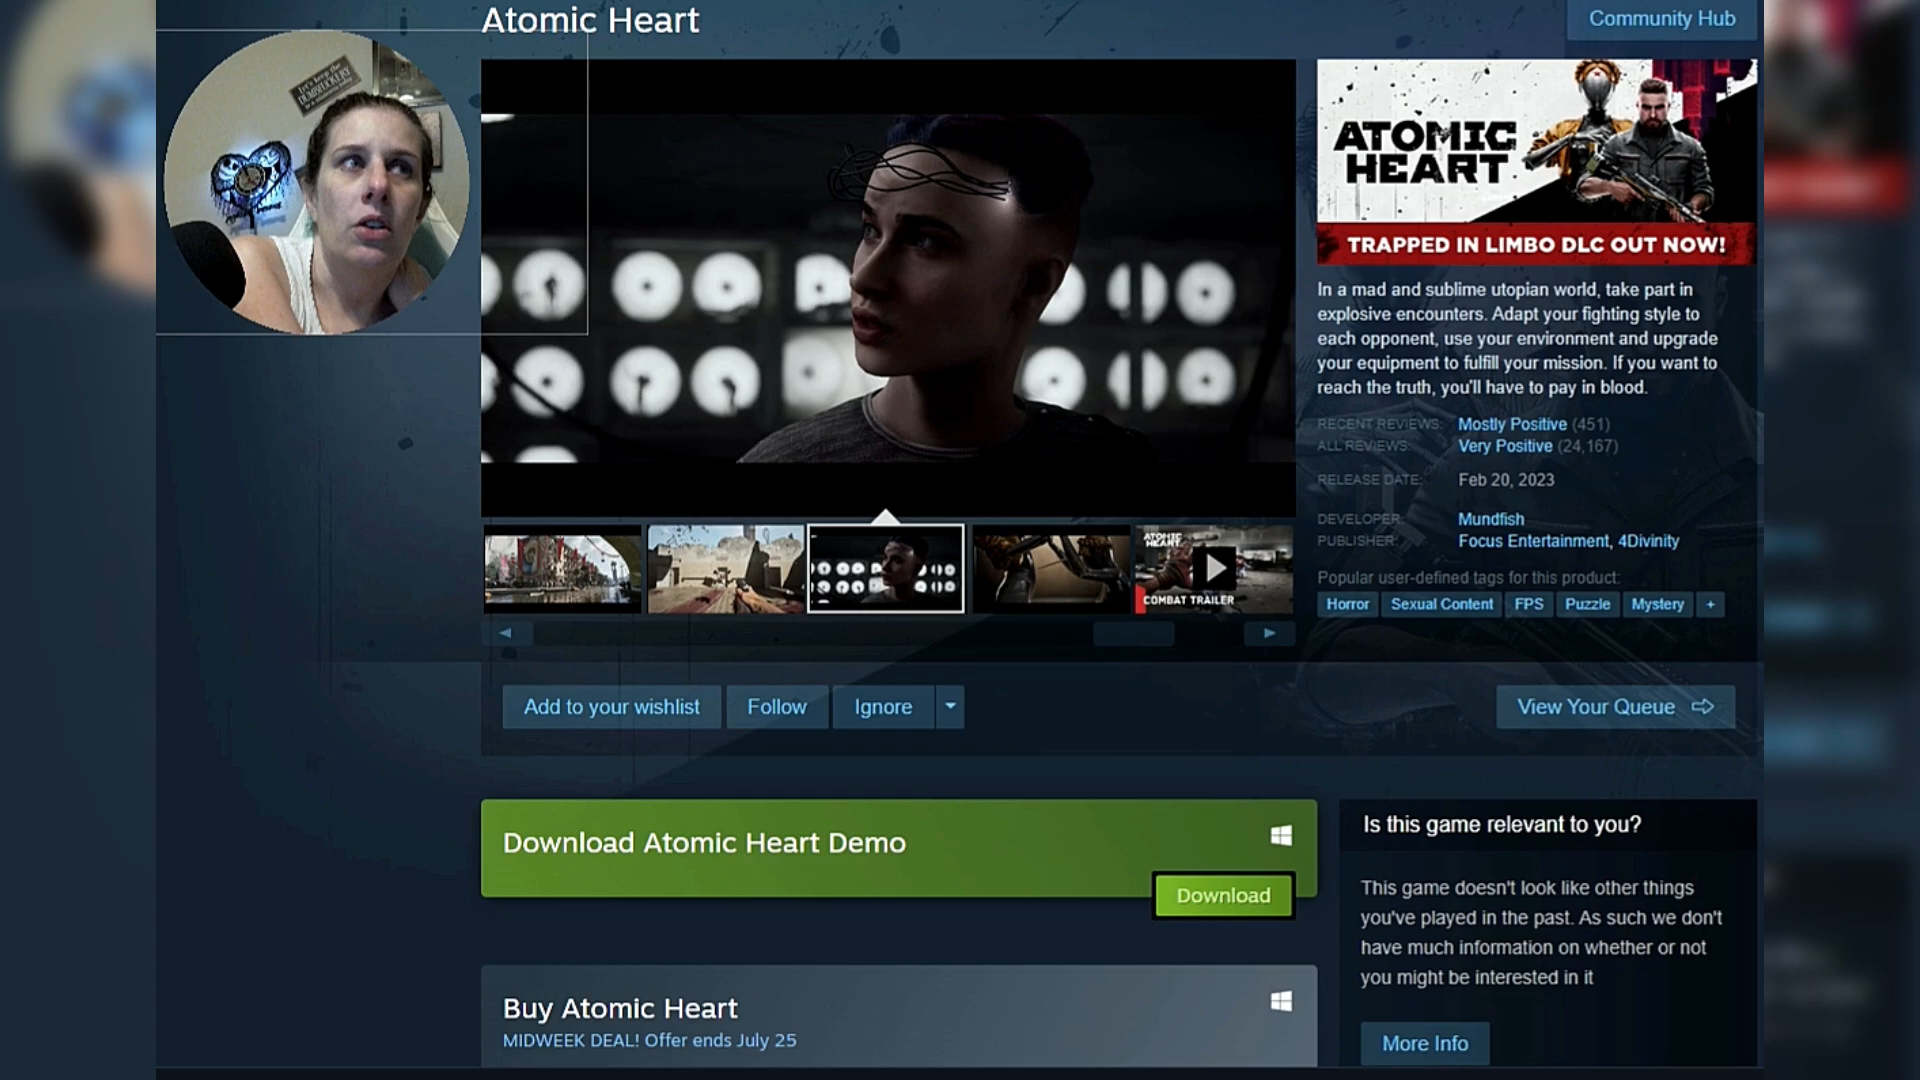 Atomic Heart
Community Hub
Let's keep the
DUMBFUCKERY
ATOMIC
HEART
TRAPPED IN LIMBO DLC OUT NOW!
In a mad and sublime utopian world, take part in
explosive encounters. Adapt your fighting style to
each opponent, use your environment and upgrade
your equipment to fulfill your mission. If you want to
reach the truth, you'll have to pay in blood.
RECENT REVIEWS: Mostly Positive (451)
ALL REVIEWS: Very Positive (24,167)
RELEASE DATE: Feb 20, 2023
DEVELOPER: Mundfish
PUBLISHER: Focus Entertainment, 4Divinity
Popular user-defined tags for this product:
Horror Sexual Content FPS Puzzle Mystery +
ATOMIC
HEART
COMBAT TRAILER
Add to your wishlist Follow Ignore View Your Queue
Download Atomic Heart Demo
Download
Is this game relevant to you?
This game doesn't look like other things
you've played in the past. As such we don't
have much information on whether or not
you might be interested in it
More Info
Buy Atomic Heart
MIDWEEK DEAL! Offer ends July 25